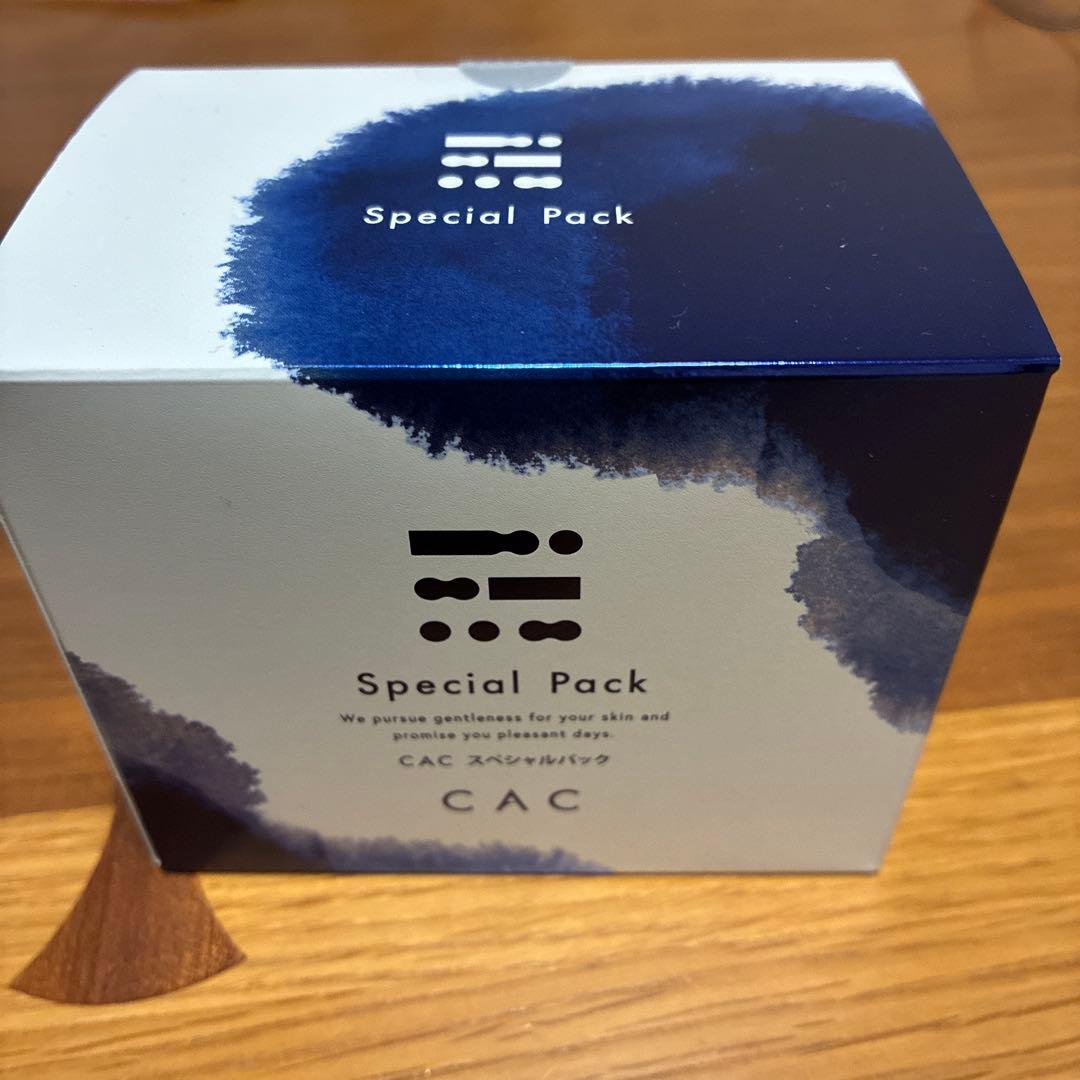 Special Pack
Special Pack
We pursue gentleness for your skin and
promise you pleasant days.
CAC スペシャルパック
CAC